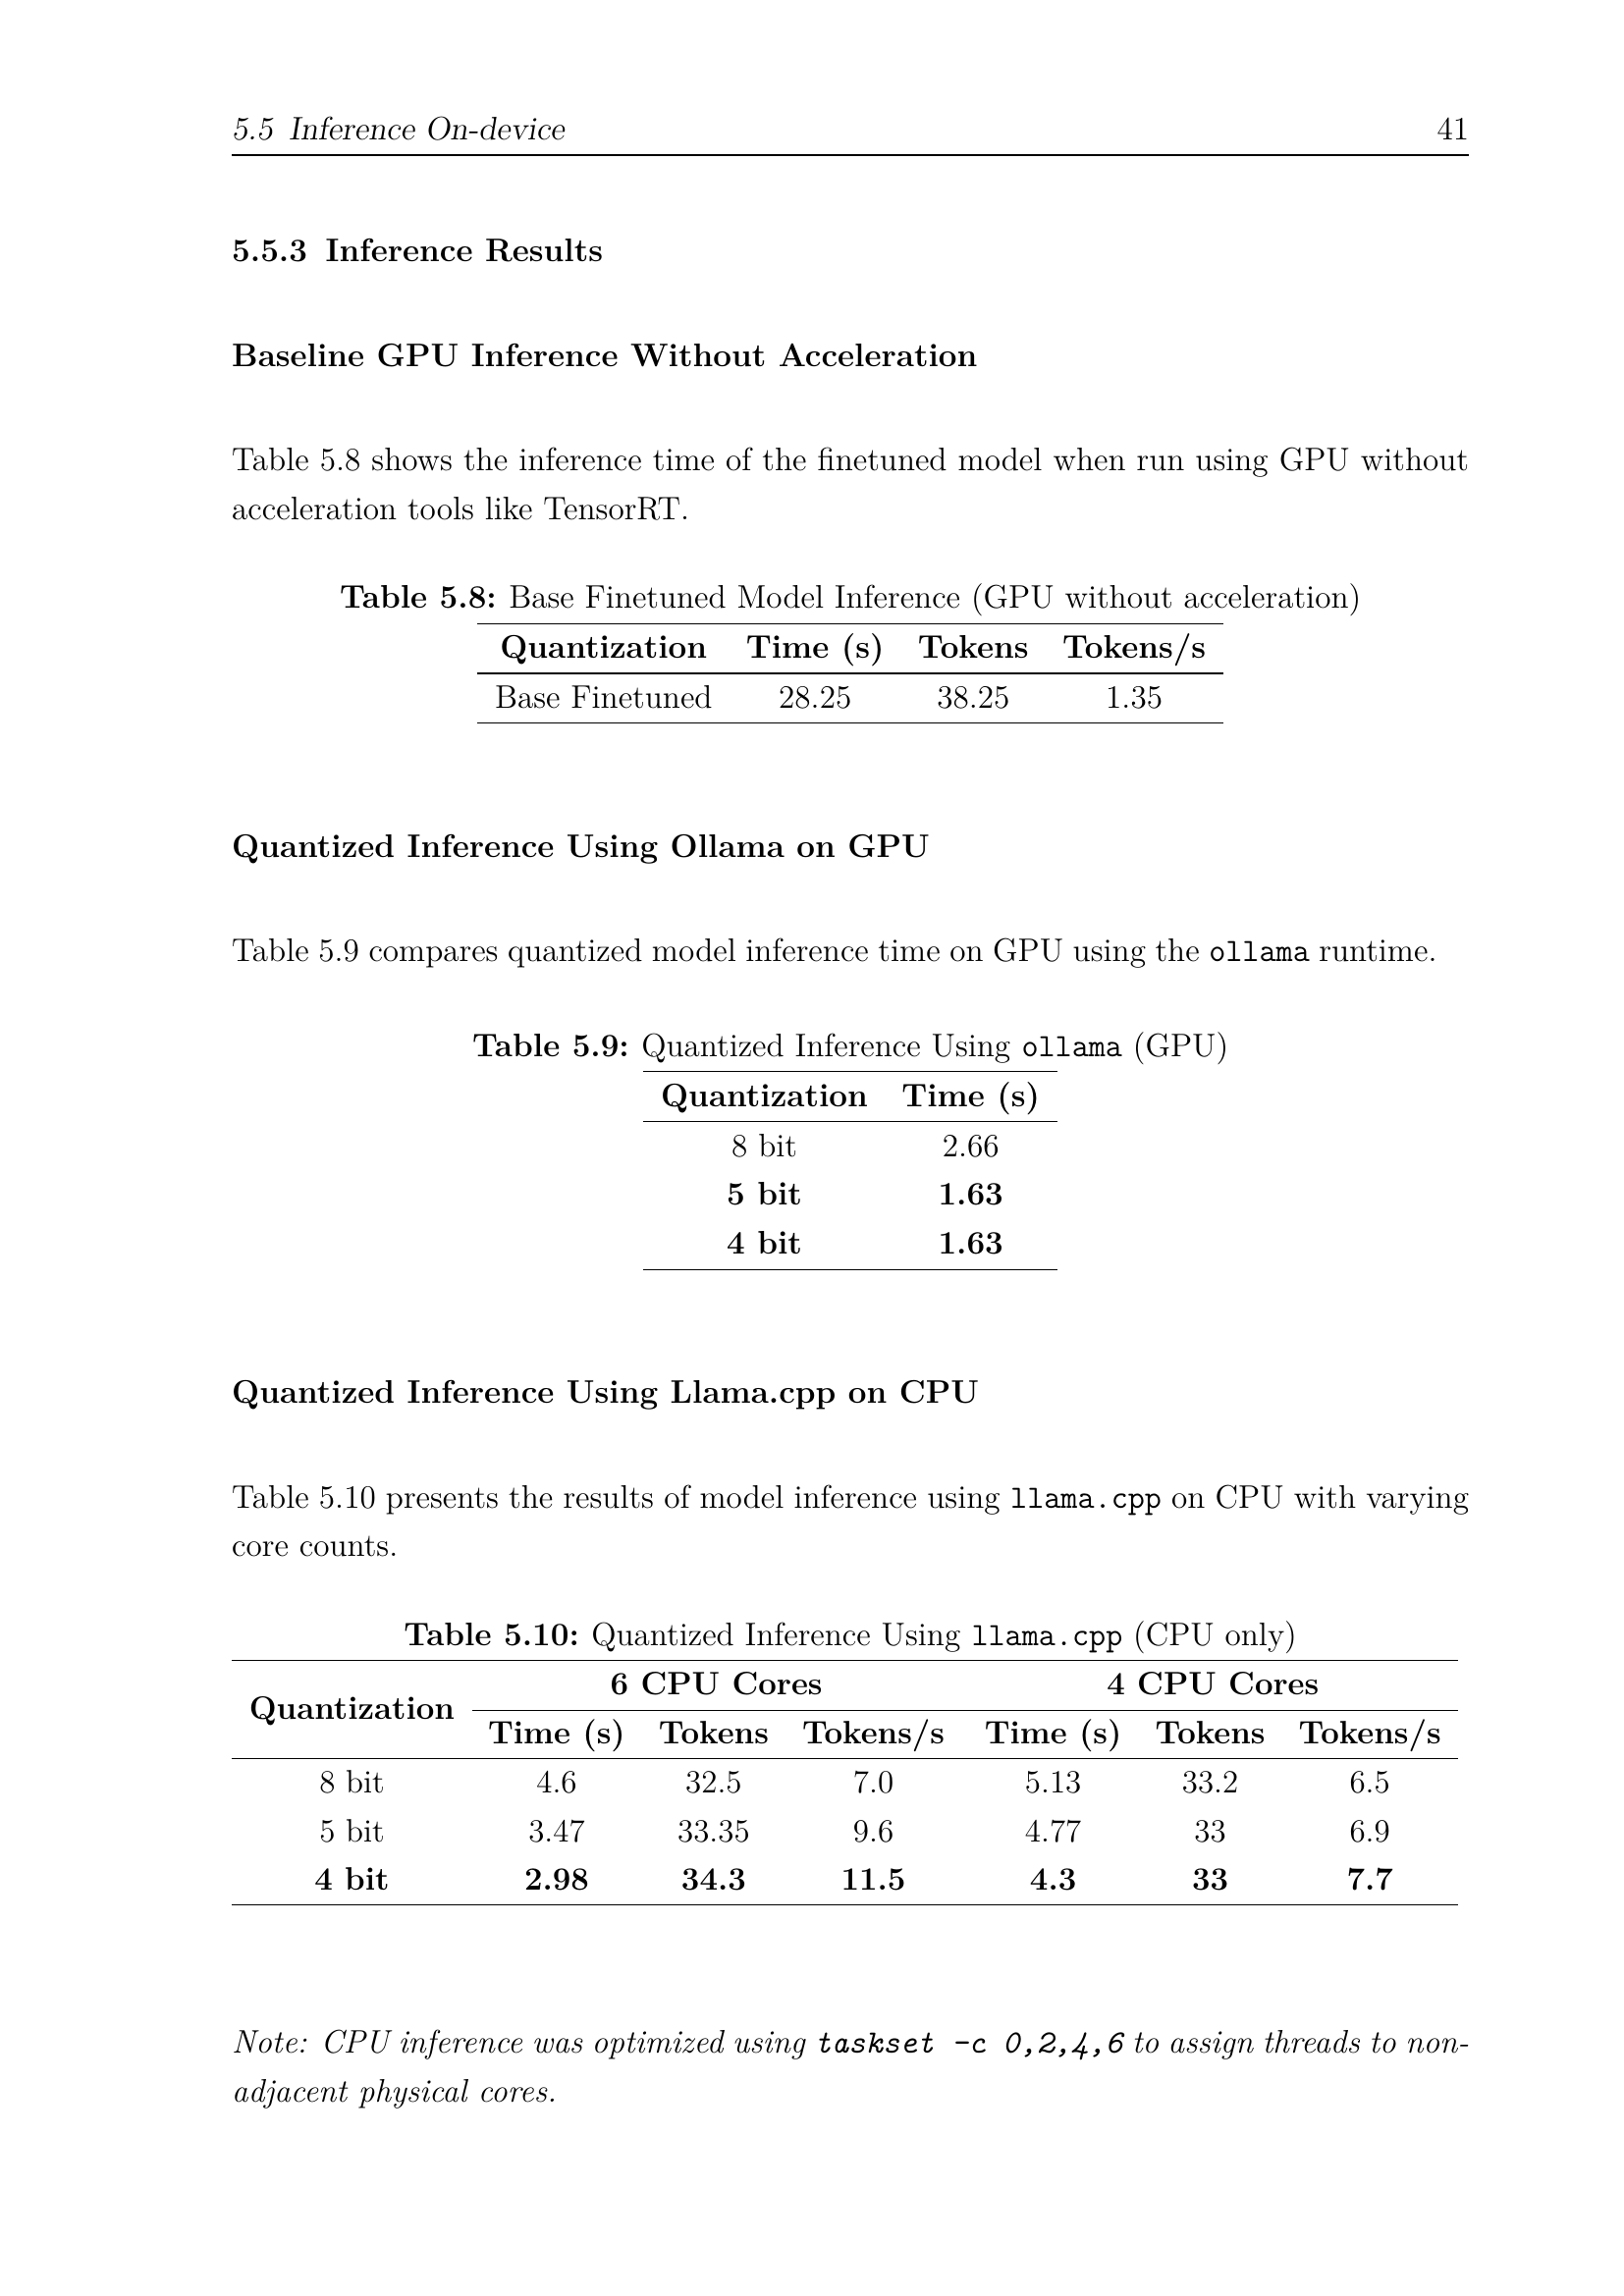 5.5 Inference On-device 41
5.5.3 Inference Results
Baseline GPU Inference Without Acceleration
Table 5.8 shows the inference time of the finetuned model when run using GPU without
acceleration tools like TensorRT.
Table 5.8: Base Finetuned Model Inference (GPU without acceleration)
Quantization Time (s) Tokens Tokens/s
Base Finetuned 28.25 38.25 1.35
Quantized Inference Using Ollama on GPU
Table 5.9 compares quantized model inference time on GPU using the ollama runtime.
Table 5.9: Quantized Inference Using ollama (GPU)
Quantization Time (s)
8 bit 2.66
5 bit 1.63
4 bit 1.63
Quantized Inference Using Llama.cpp on CPU
Table 5.10 presents the results of model inference using llama.cpp on CPU with varying
core counts.
Table 5.10: Quantized Inference Using llama.cpp (CPU only)
6 CPU Cores 4 CPU Cores
Quantization
Time (s) Tokens Tokens/s Time (s) Tokens Tokens/s
8 bit 4.6 32.5 7.0 5.13 33.2 6.5
5 bit 3.47 33.35 9.6 4.77 33 6.9
4 bit 2.98 34.3 11.5 4.3 33 7.7
Note: CPU inference was optimized using taskset -c 0,2,4,6 to assign threads to non-
adjacent physical cores.